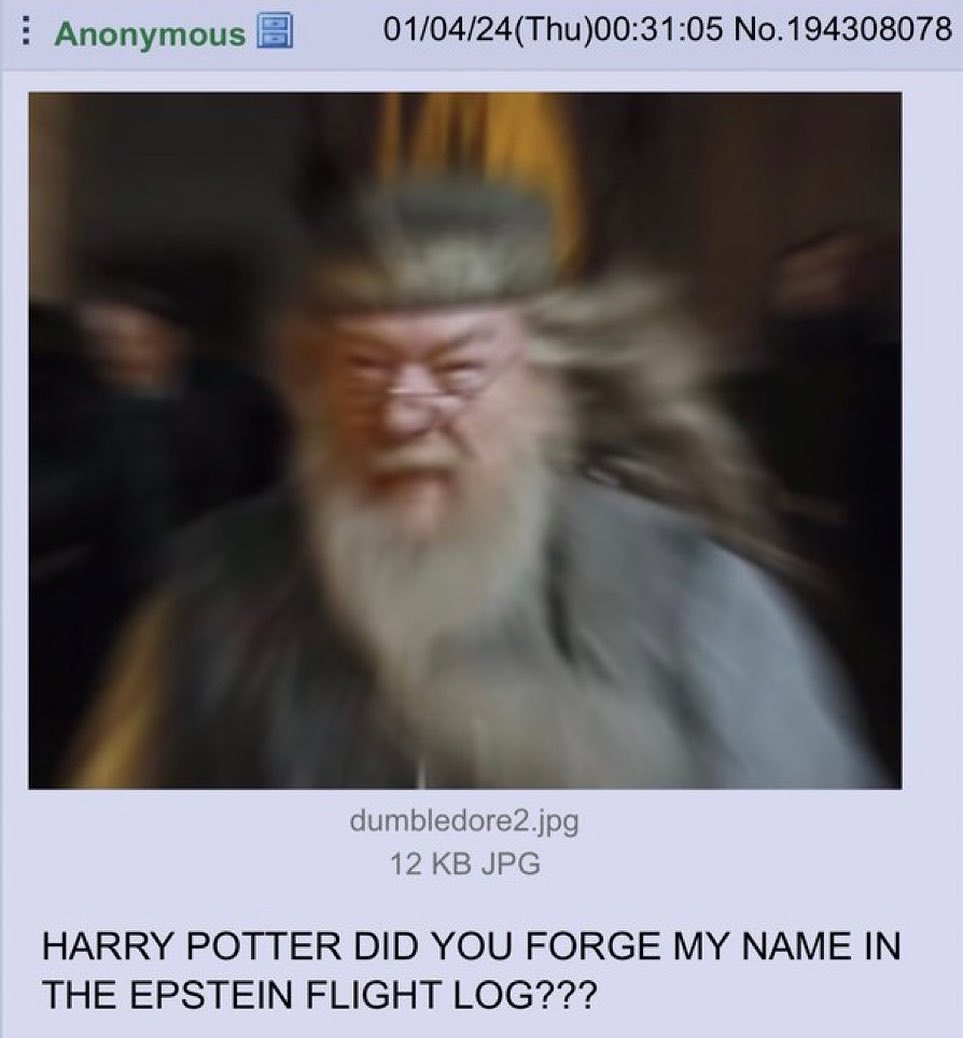 Anonymous 01/04/24(Thu)00:31:05 No.194308078
dumbledore2.jpg
12 KB JPG
HARRY POTTER DID YOU FORGE MY NAME IN
THE EPSTEIN FLIGHT LOG???